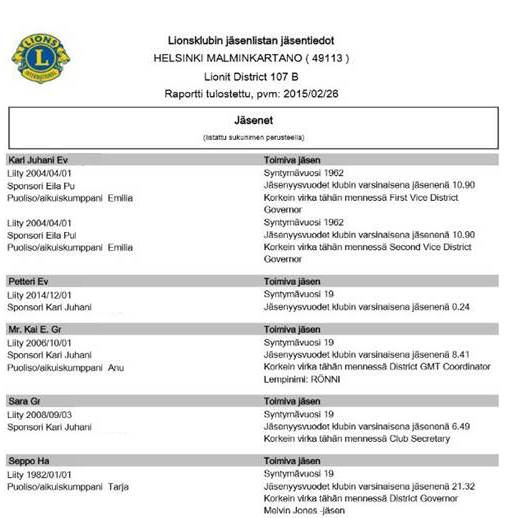 LIONS
INTERNATIONAL
Lionsklubin jäsenlistan jäsentiedot
HELSINKI MALMINKARTANO ( 49113 )
Lionit District 107 B
Raportti tulostettu, pvm: 2015/02/26
Jäsenet
(listattu sukunimen perusteella)
Kari Juhani Ev Toimiva jäsen
Liity 2004/04/01 Syntymävuosi 1962
Sponsori Eila Pu Jäsenyysvuodet klubin varsinaisena jäsenenä 10.90
Puoliso/aikuiskumppani Emilia Korkein virka tähän mennessä First Vice District
Governor
Liity 2004/04/01 Syntymävuosi 1962
Sponsori Eila Pul Jäsenyysvuodet klubin varsinaisena jäsenenä 10.90
Puoliso/aikuiskumppani Emilia Korkein virka tähän mennessä Second Vice District
Governor
Petteri Ev Toimiva jäsen
Liity 2014/12/01 Syntymävuosi 19
Sponsori Kari Juhani Jäsenyysvuodet klubin varsinaisena jäsenenä 0.24
Mr. Kai E. Gr Toimiva jäsen
Liity 2006/10/01 Syntymävuosi 19
Sponsori Kari Juhani Jäsenyysvuodet klubin varsinaisena jäsenenä 8.41
Puoliso/aikuiskumppani Anu Korkein virka tähän mennessä District GMT Coordinator
Lempinimi: RÖNNI
Sara Gr Toimiva jäsen
Liity 2008/09/03 Syntymävuosi 19
Sponsori Kari Juhani Jäsenyysvuodet klubin varsinaisena jäsenenä 6.49
Korkein virka tähän mennessä Club Secretary
Seppo Ha Toimiva jäsen
Liity 1982/01/01 Syntymävuosi 19
Puoliso/aikuiskumppani Tarja Jäsenyysvuodet klubin varsinaisena jäsenenä 21.32
Korkein virka tähän mennessä District Governor
Melvin Jones -jäsen